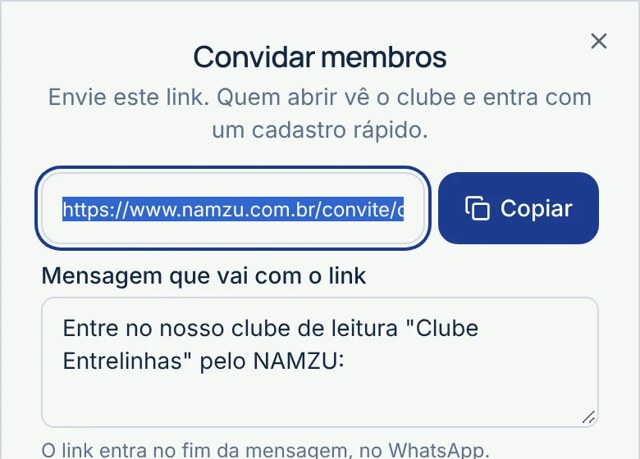 Convidar membros
Envie este link. Quem abrir vê o clube e entra com
um cadastro rápido.
https://www.namzu.com.br/convite/c
Copiar
Mensagem que vai com o link
Entre no nosso clube de leitura "Clube
Entrelinhas" pelo NAMZU:
O link entra no fim da mensagem, no WhatsApp.